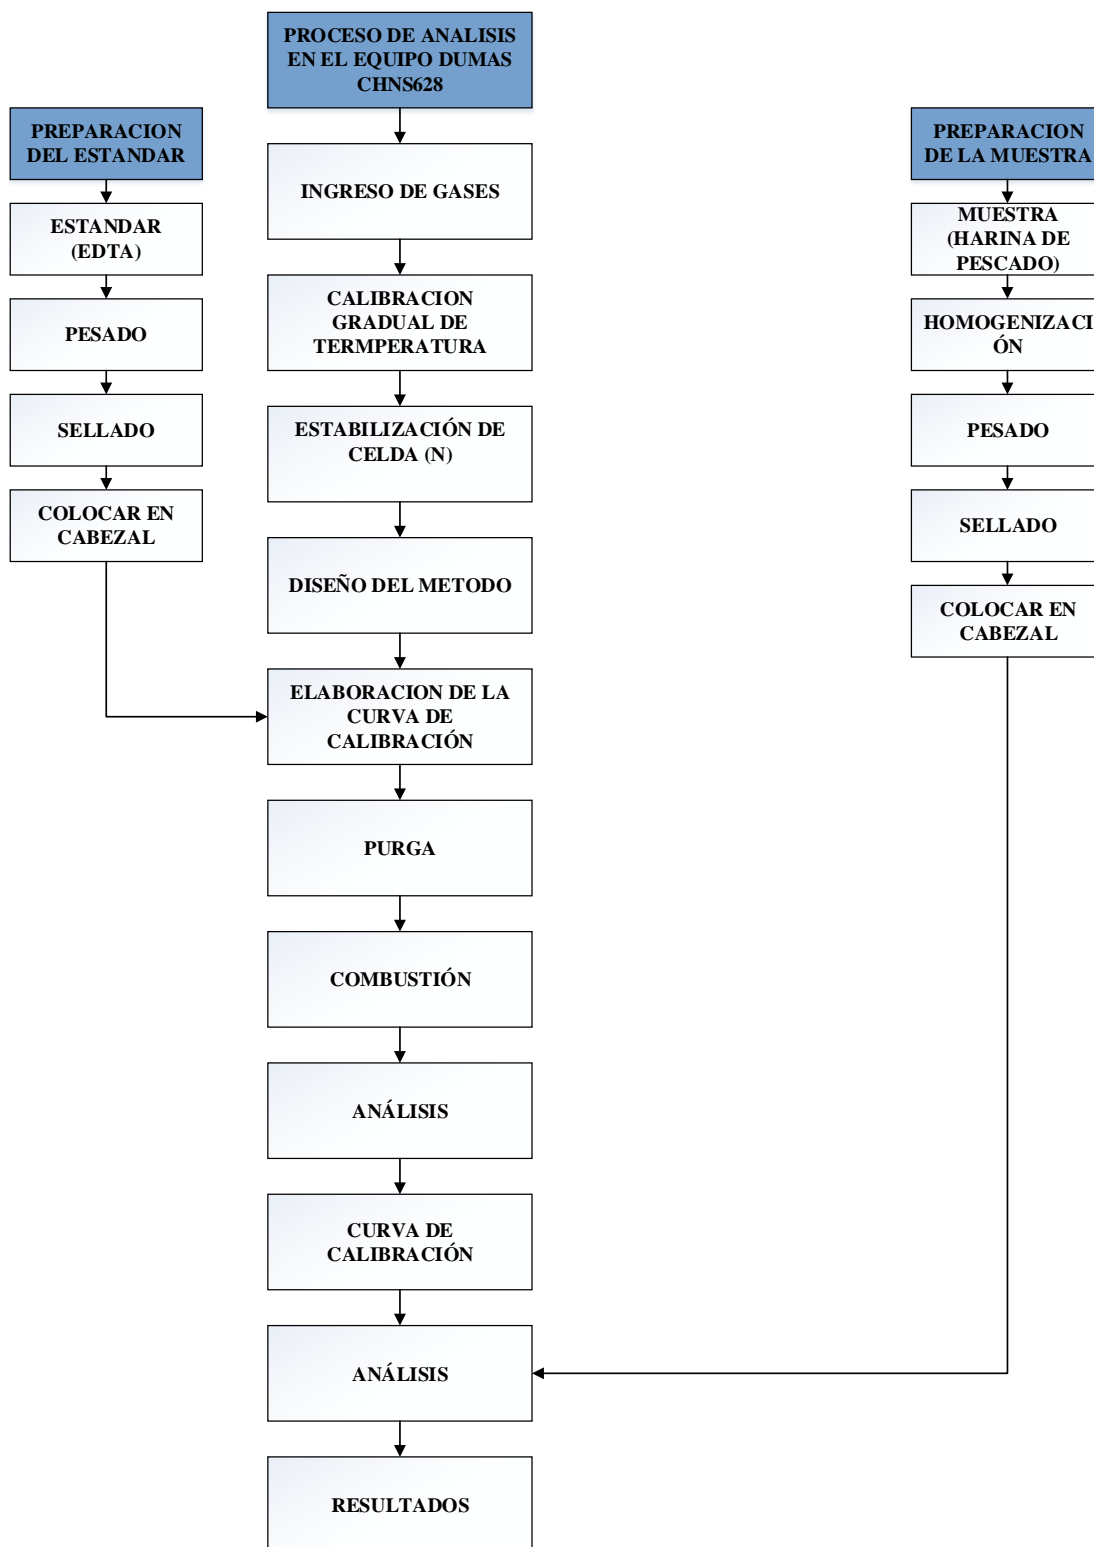 PROCESO DE ANALISIS
EN EL EQUIPO DUMAS
CHNS628
PREPARACION
DEL ESTANDAR
ESTANDAR
(EDTA)
PESADO
SELLADO
COLOCAR EN
CABEZAL
INGRESO DE GASES
CALIBRACION
GRADUAL DE
TERMPERATURA
ESTABILIZACIÓN DE
CELDA (N)
DISEÑO DEL METODO
ELABORACION DE LA
CURVA DE
CALIBRACIÓN
PURGA
COMBUSTIÓN
ANÁLISIS
CURVA DE
CALIBRACIÓN
ANÁLISIS
RESULTADOS
PREPARACION
DE LA MUESTRA
MUESTRA
(HARINA DE
PESCADO)
HOMOGENIZACI
ÓN
PESADO
SELLADO
COLOCAR EN
CABEZAL